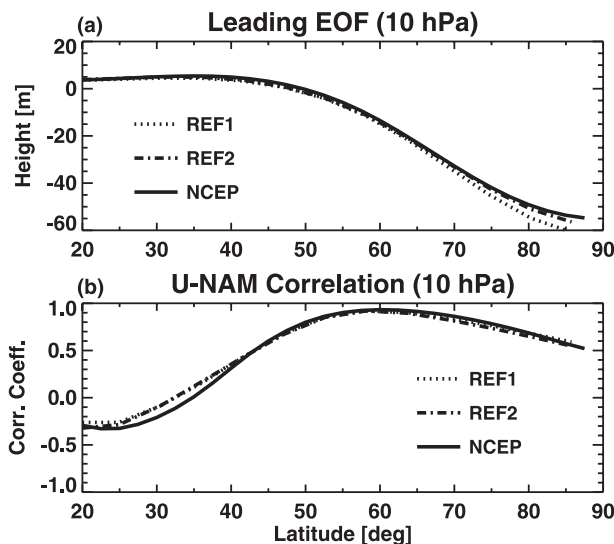 (a) Leading EOF (10 hPa)
Height [m]
20
0
-20
-40
-60
REF1
REF2
NCEP
20 30 40 50 60 70 80 90
(b) U-NAM Correlation (10 hPa)
Corr. Coeff.
1.0
0.5
0.0
-0.5
-1.0
REF1
REF2
NCEP
20 30 40 50 60 70 80 90
Latitude [deg]